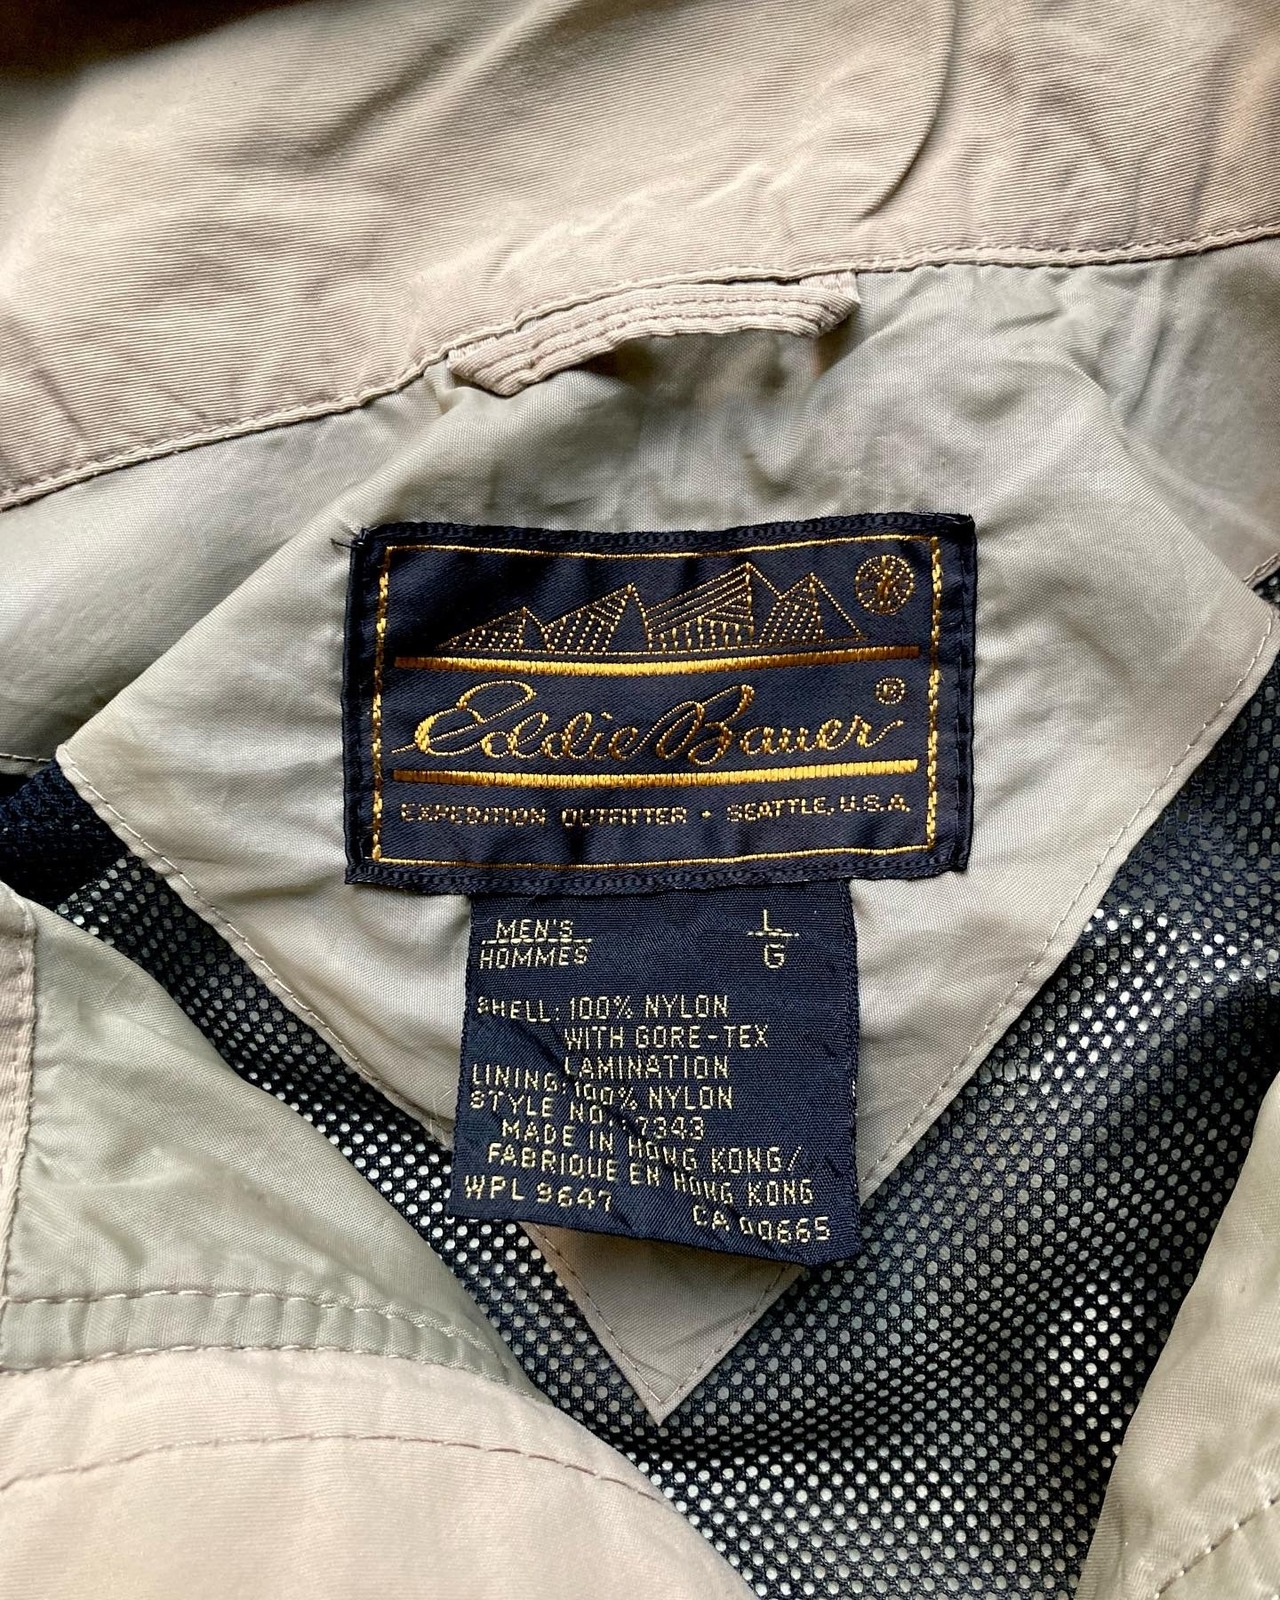 Eddie Bauer®
EXPEDITION OUTFITTER • SEATTLE, U.S.A.
MEN'S L
HOMMES G
SHELL: 100% NYLON
WITH GORE-TEX
LAMINATION
LINING: 100% NYLON
STYLE NO. 7343
MADE IN HONG KONG/
FABRIQUE EN HONG KONG
WPL 9647 CA 00665